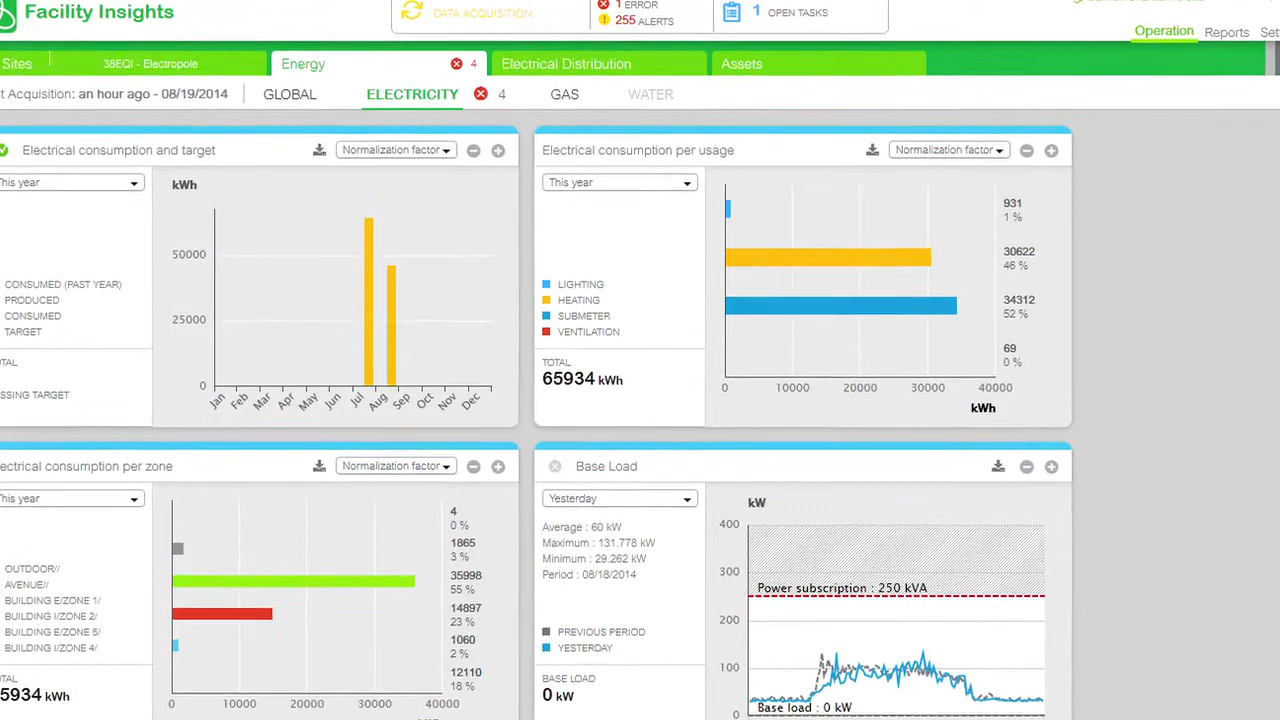 Facility Insights
DATA ACQUISITION
1 ERROR
255 ALERTS
1 OPEN TASKS
Operation Reports Set
Sites
38EQI - Electropole
Energy 4
Electrical Distribution
Assets
t Acquisition: an hour ago - 08/19/2014
GLOBAL
ELECTRICITY 4
GAS
WATER
Electrical consumption and target
Normalization factor
This year
kWh
50000
25000
0
Jan Feb Mar Apr May Jun Jul Aug Sep Oct Nov Dec
CONSUMED (PAST YEAR)
PRODUCED
CONSUMED
TARGET
OTAL
SSING TARGET
Electrical consumption per usage
Normalization factor
This year
LIGHTING
HEATING
SUBMETER
VENTILATION
TOTAL
65934 kWh
931
1 %
30622
46 %
34312
52 %
69
0 %
0 10000 20000 30000 40000
kWh
ectrical consumption per zone
Normalization factor
This year
OUTDOOR//
AVENUE//
BUILDING E/ZONE 1/
BUILDING I/ZONE 2/
BUILDING E/ZONE 5/
BUILDING I/ZONE 4/
5934 kWh
4
0 %
1865
3 %
35998
55 %
14897
23 %
1060
2 %
12110
18 %
0 10000 20000 30000 40000
Base Load
Yesterday
Average : 60 kW
Maximum : 131.778 kW
Minimum : 29.262 kW
Period : 08/18/2014
PREVIOUS PERIOD
YESTERDAY
BASE LOAD
0 kW
kW
400
300
Power subscription : 250 kVA
200
100
Base load : 0 kW
0